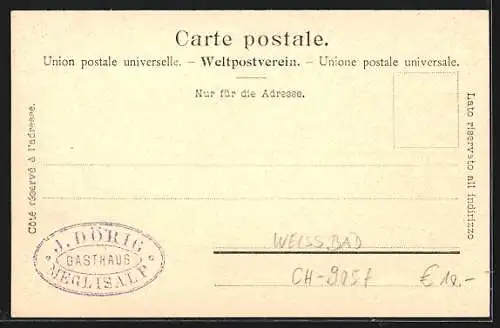 Carte postale.
Union postale universelle. – Weltpostverein. – Unione postale universale.
Nur für die Adresse.
Côté réservé à l'adresse.
Lato riservato all indirizzo
J. DÖRIG
GASTHAUS
MEGLISALP
WEISSBAD
CH-9057 €12.-